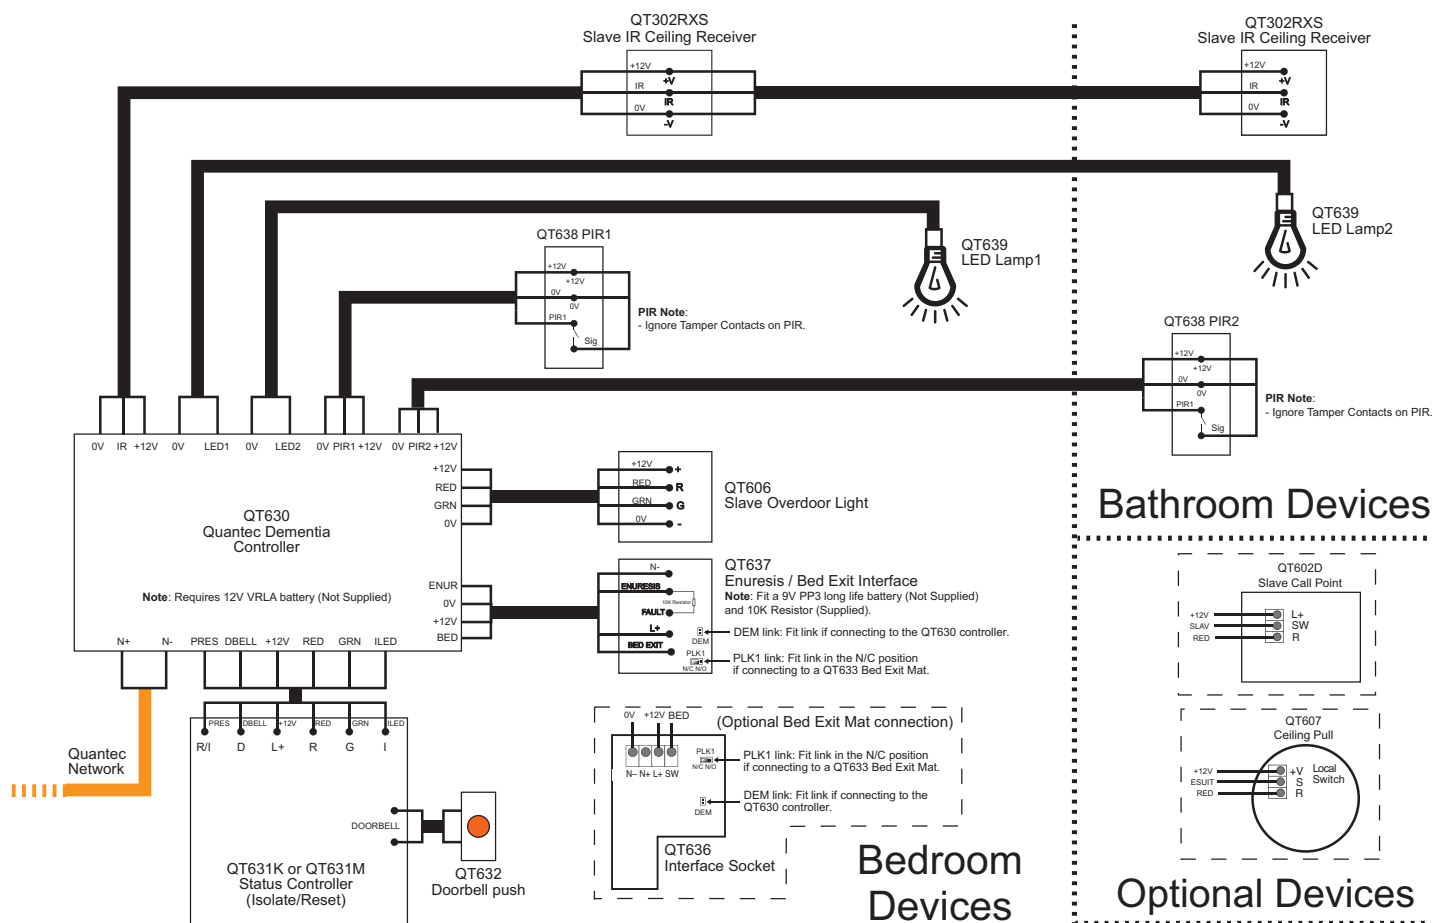 QT302RXS
Slave IR Ceiling Receiver
+12V
+V
IR
IR
0V
-V
QT302RXS
Slave IR Ceiling Receiver
+12V
+V
IR
IR
0V
-V
QT639
LED Lamp2
QT639
LED Lamp1
QT638 PIR1
+12V
+12V
0V
0V
PIR1
Sig
PIR Note:
- Ignore Tamper Contacts on PIR.
QT638 PIR2
+12V
+12V
0V
0V
PIR1
Sig
PIR Note:
- Ignore Tamper Contacts on PIR.
0V IR +12V 0V LED1 0V LED2 0V PIR1 +12V 0V PIR2 +12V
+12V
RED
GRN
0V
QT630
Quantec Dementia
Controller
Note: Requires 12V VRLA battery (Not Supplied)
ENUR
0V
+12V
BED
N+ N- PRES DBELL +12V RED GRN ILED
+12V +
RED R
GRN G
0V -
QT606
Slave Overdoor Light
N-
ENURESIS
10K Resistor
FAULT
L+
DEM
BED EXIT
PLK1
N/C N/O
QT637
Enuresis / Bed Exit Interface
Note: Fit a 9V PP3 long life battery (Not Supplied)
and 10K Resistor (Supplied).
DEM link: Fit link if connecting to the QT630 controller.
PLK1 link: Fit link in the N/C position
if connecting to a QT633 Bed Exit Mat.
Bathroom Devices
QT602D
Slave Call Point
+12V L+
SLAV SW
RED R
QT607
Ceiling Pull
+12V +V
ESUIT S
RED R
Local
Switch
Optional Devices
PRES DBELL +12V RED GRN ILED
R/I D L+ R G I
Quantec
Network
DOORBELL
QT631K or QT631M
Status Controller
(Isolate/Reset)
QT632
Doorbell push
0V +12V BED
(Optional Bed Exit Mat connection)
N– N+ L+ SW
PLK1
N/C N/O
PLK1 link: Fit link in the N/C position
if connecting to a QT633 Bed Exit Mat.
DEM
DEM link: Fit link if connecting to the
QT630 controller.
QT636
Interface Socket
Bedroom
Devices